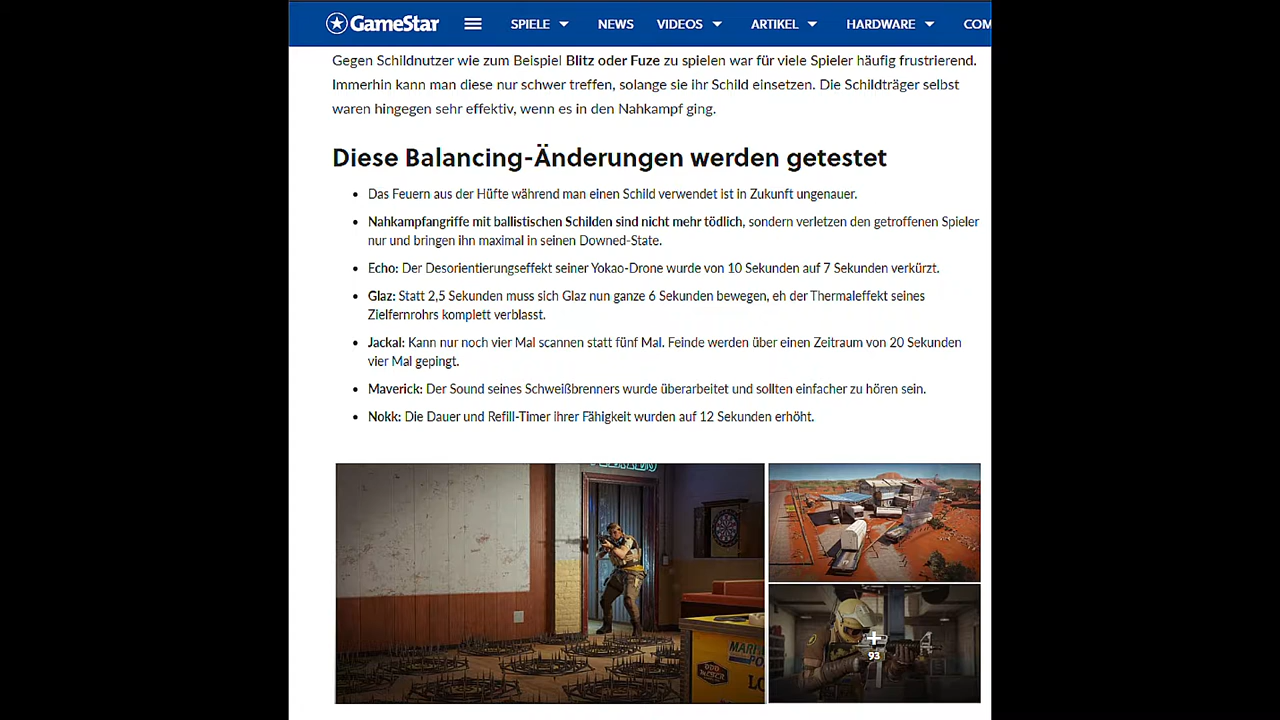 GameStar SPIELE NEWS VIDEOS ARTIKEL HARDWARE COM
Gegen Schildnutzer wie zum Beispiel Blitz oder Fuze zu spielen war für viele Spieler häufig frustrierend.
Immerhin kann man diese nur schwer treffen, solange sie ihr Schild einsetzen. Die Schildträger selbst
waren hingegen sehr effektiv, wenn es in den Nahkampf ging.
Diese Balancing-Änderungen werden getestet
Das Feuern aus der Hüfte während man einen Schild verwendet ist in Zukunft ungenauer.
Nahkampfangriffe mit ballistischen Schilden sind nicht mehr tödlich, sondern verletzen den getroffenen Spieler
nur und bringen ihn maximal in seinen Downed-State.
Echo: Der Desorientierungseffekt seiner Yokao-Drone wurde von 10 Sekunden auf 7 Sekunden verkürzt.
Glaz: Statt 2,5 Sekunden muss sich Glaz nun ganze 6 Sekunden bewegen, eh der Thermaleffekt seines
Zielfernrohrs komplett verblasst.
Jackal: Kann nur noch vier Mal scannen statt fünf Mal. Feinde werden über einen Zeitraum von 20 Sekunden
vier Mal gepingt.
Maverick: Der Sound seines Schweißbrenners wurde überarbeitet und sollten einfacher zu hören sein.
Nokk: Die Dauer und Refill-Timer ihrer Fähigkeit wurden auf 12 Sekunden erhöht.
93